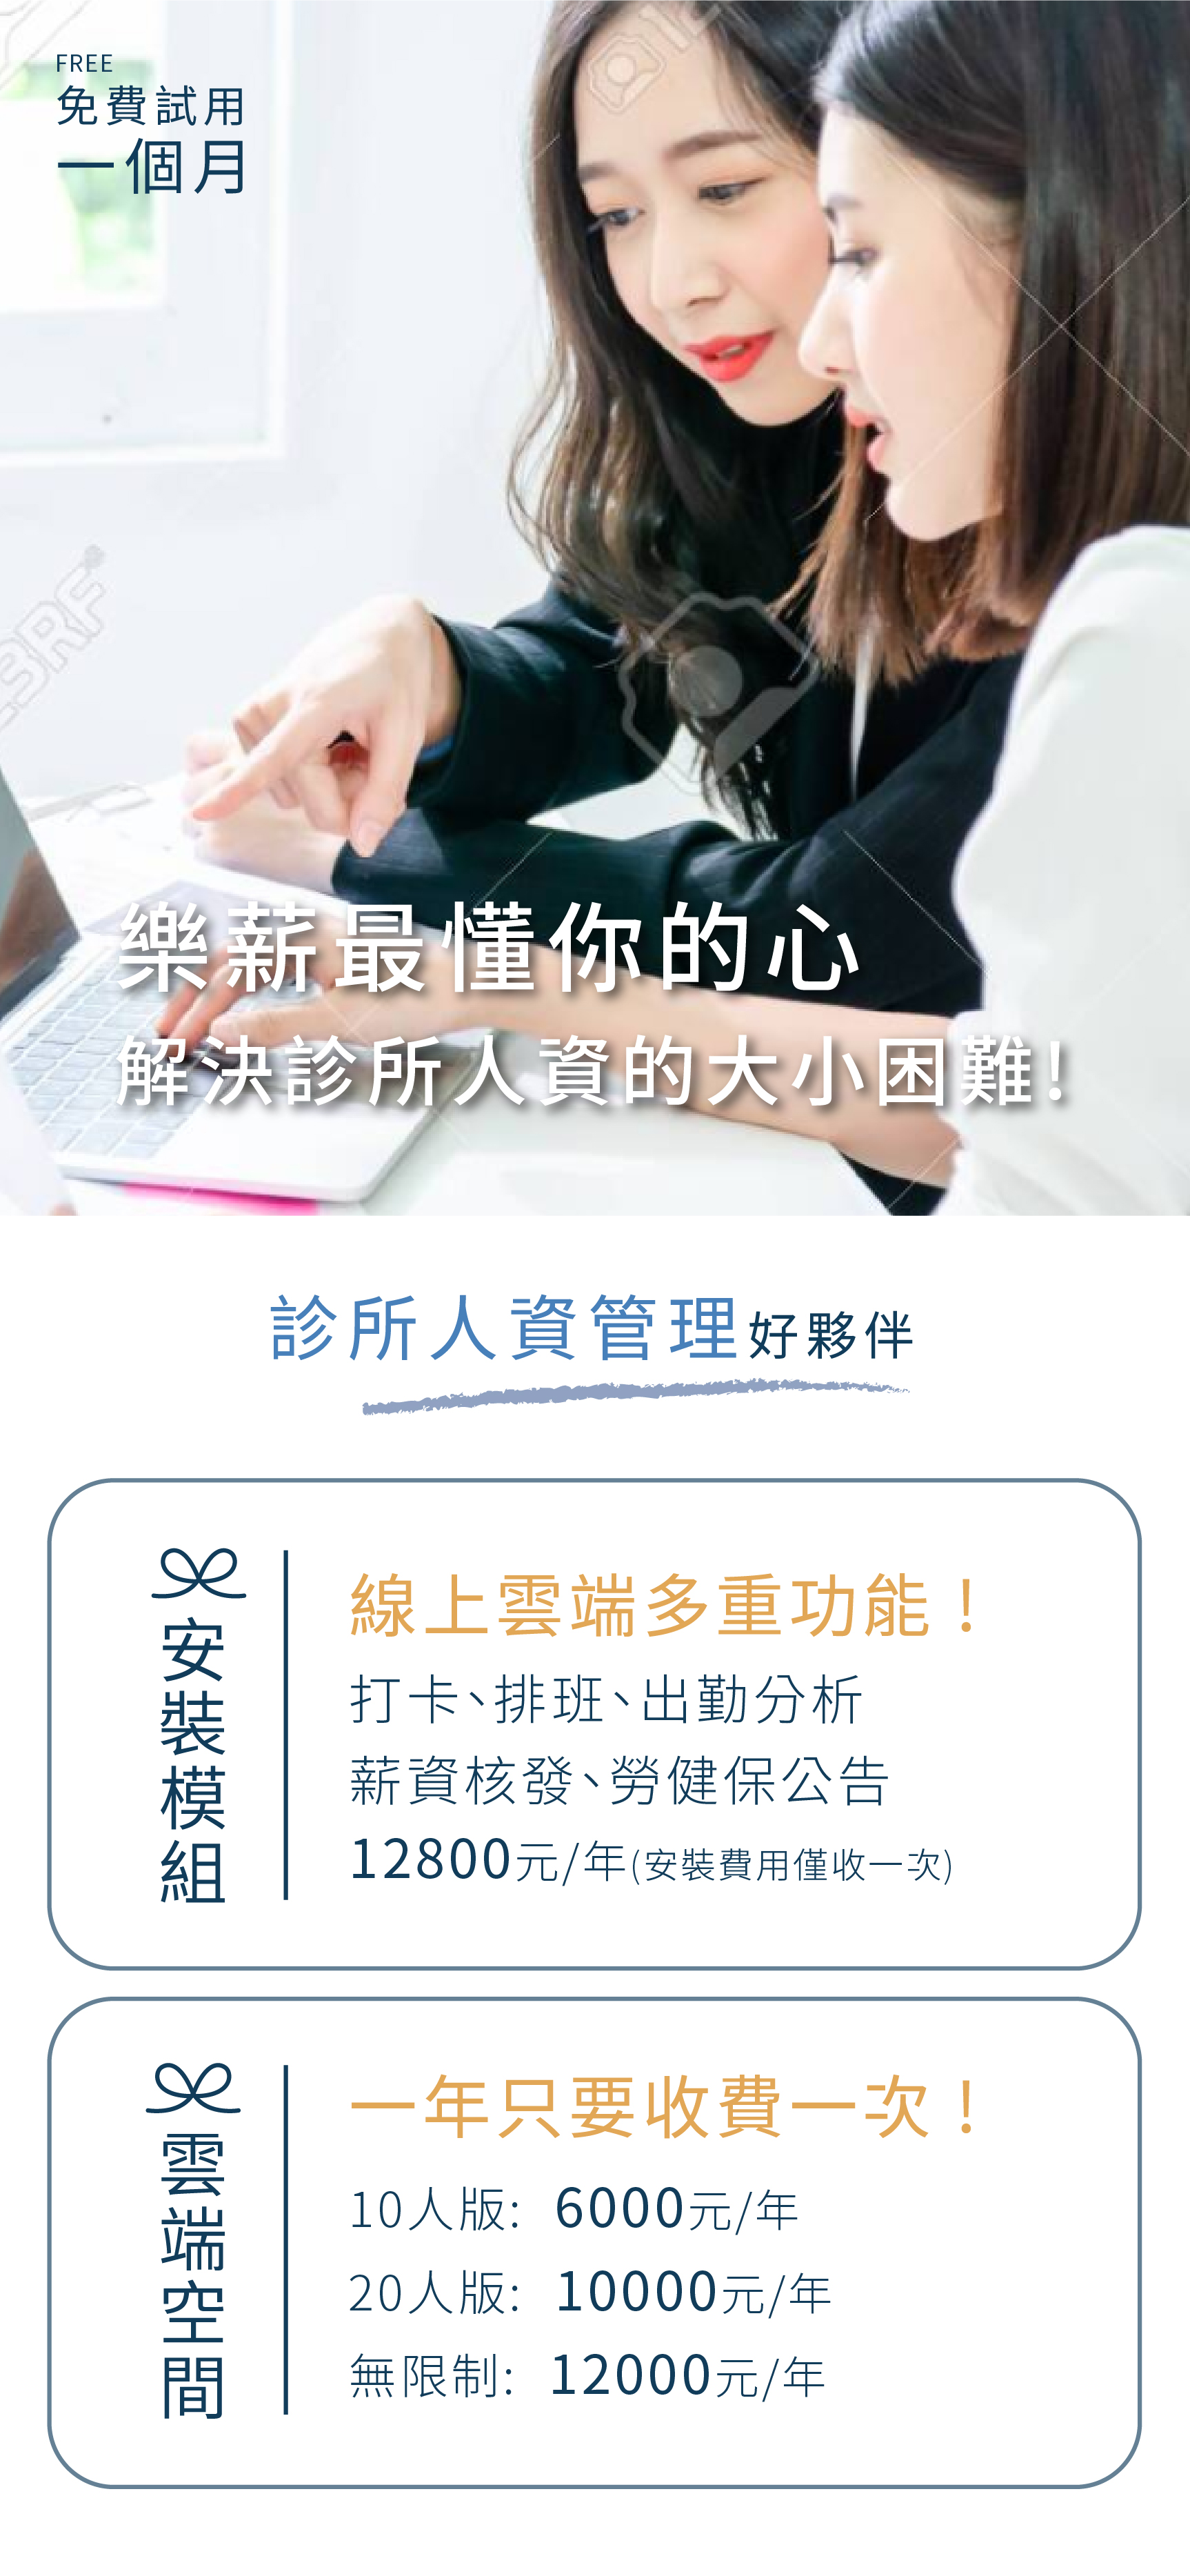 FREE
免費試用
一個月
樂薪最懂你的心
解決診所人資的大小困難!
診所人資管理好夥伴
安裝模組
線上雲端多重功能！
打卡、排班、出勤分析
薪資核發、勞健保公告
12800元/年(安裝費用僅收一次)
雲端空間
一年只要收費一次！
10人版: 6000元/年
20人版: 10000元/年
無限制: 12000元/年